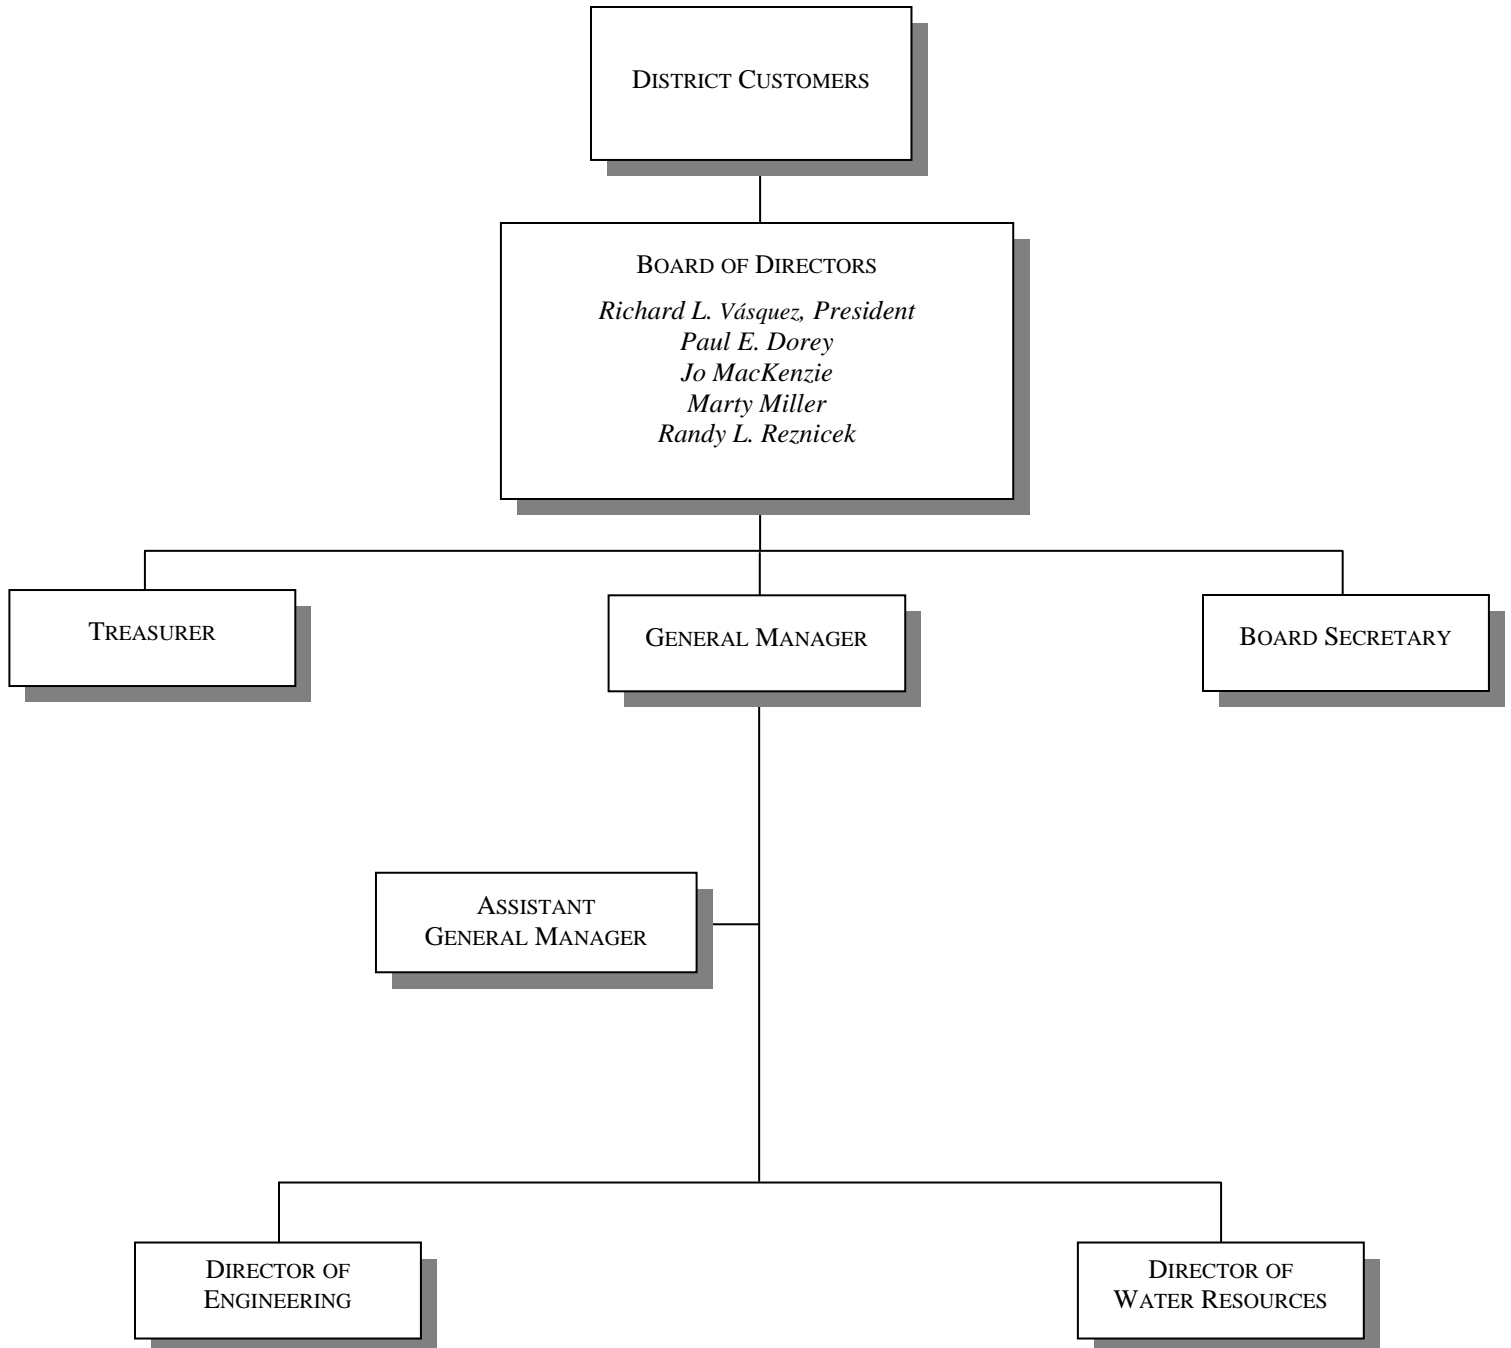 DISTRICT CUSTOMERS
BOARD OF DIRECTORS
Richard L. Vásquez, President
Paul E. Dorey
Jo MacKenzie
Marty Miller
Randy L. Reznicek
TREASURER
GENERAL MANAGER
BOARD SECRETARY
ASSISTANT
GENERAL MANAGER
DIRECTOR OF
ENGINEERING
DIRECTOR OF
WATER RESOURCES